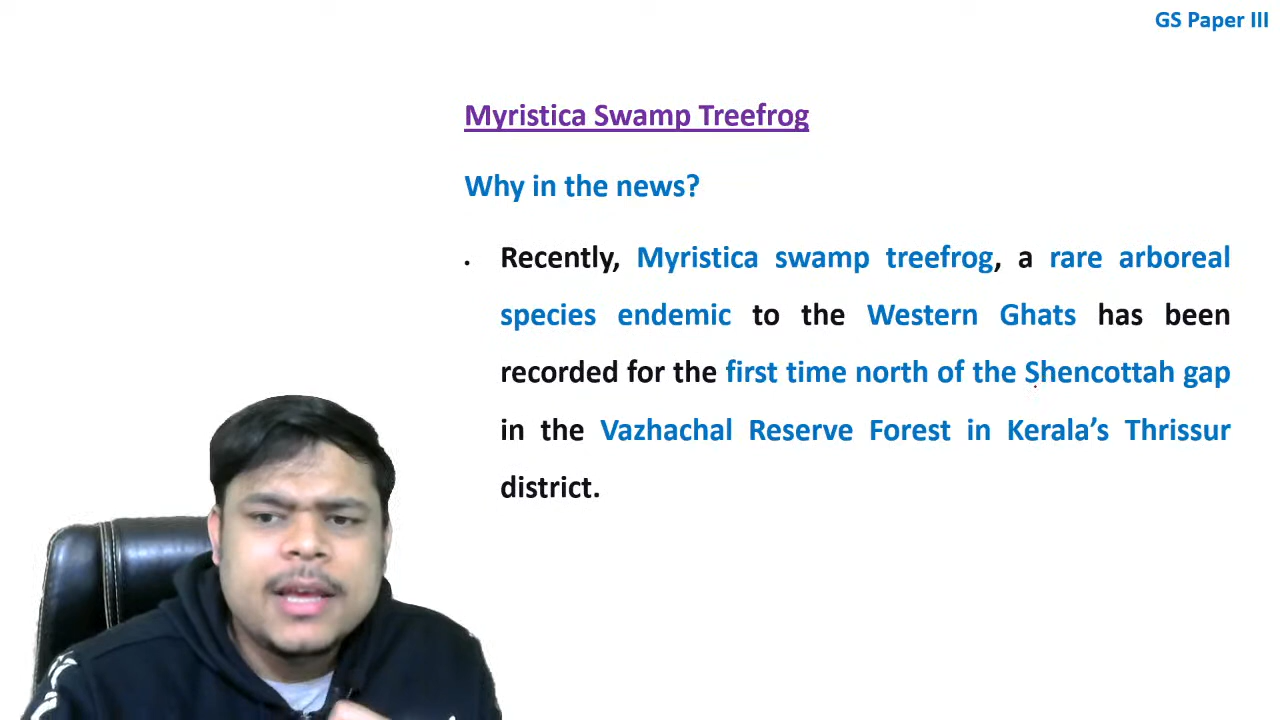 GS Paper III
Myristica Swamp Treefrog
Why in the news?
• Recently, Myristica swamp treefrog, a rare arboreal
species endemic to the Western Ghats has been
recorded for the first time north of the Shencottah gap
in the Vazhachal Reserve Forest in Kerala’s Thrissur
district.